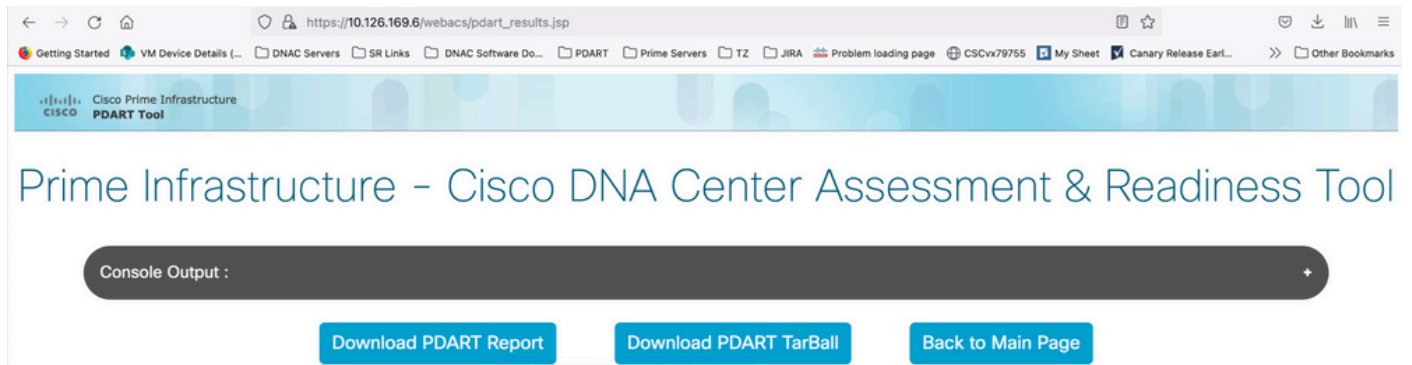 https://10.126.169.6/webacs/pdart_results.jsp
Getting Started VM Device Details (... DNAC Servers SR Links DNAC Software Do... PDART Prime Servers TZ JIRA Problem loading page CSCvx79755 My Sheet Canary Release Earl... >> Other Bookmarks
CISCO
Cisco Prime Infrastructure
PDART Tool
Prime Infrastructure - Cisco DNA Center Assessment & Readiness Tool
Console Output : +
Download PDART Report Download PDART TarBall Back to Main Page